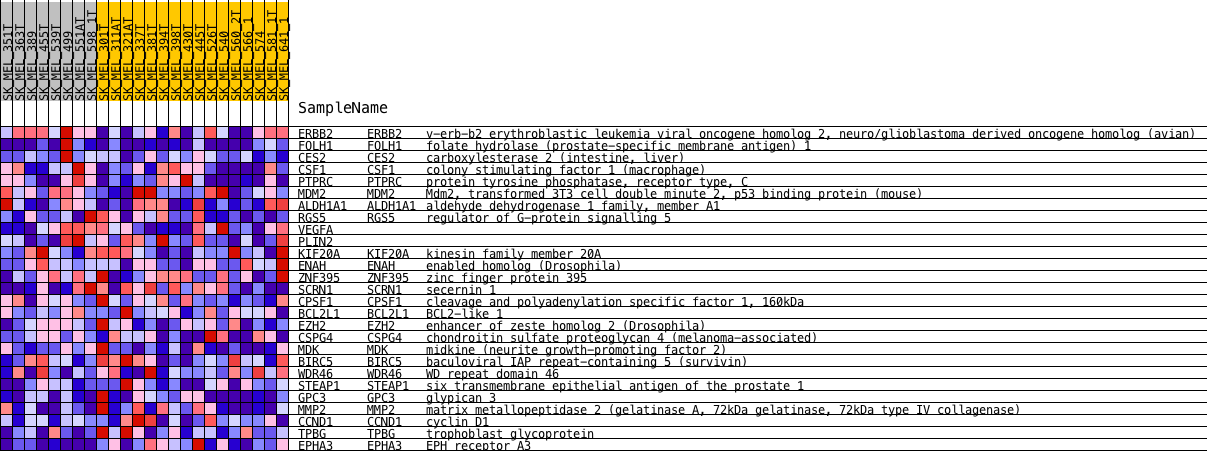 SK_MEL_351T
SK_MEL_363T
SK_MEL_389
SK_MEL_455T
SK_MEL_539T
SK_MEL_499
SK_MEL_551AT
SK_MEL_598_1T
SK_MEL_301T
SK_MEL_311AT
SK_MEL_321AT
SK_MEL_337T
SK_MEL_381T
SK_MEL_394T
SK_MEL_398T
SK_MEL_430T
SK_MEL_445T
SK_MEL_526T
SK_MEL_540
SK_MEL_560_2T
SK_MEL_566_1
SK_MEL_574
SK_MEL_581_1T
SK_MEL_641_1
SampleName
ERBB2 ERBB2 v-erb-b2 erythroblastic leukemia viral oncogene homolog 2, neuro/glioblastoma derived oncogene homolog (avian)
FOLH1 FOLH1 folate hydrolase (prostate-specific membrane antigen) 1
CES2 CES2 carboxylesterase 2 (intestine, liver)
CSF1 CSF1 colony stimulating factor 1 (macrophage)
PTPRC PTPRC protein tyrosine phosphatase, receptor type, C
MDM2 MDM2 Mdm2, transformed 3T3 cell double minute 2, p53 binding protein (mouse)
ALDH1A1 ALDH1A1 aldehyde dehydrogenase 1 family, member A1
RGS5 RGS5 regulator of G-protein signalling 5
VEGFA
PLIN2
KIF20A KIF20A kinesin family member 20A
ENAH ENAH enabled homolog (Drosophila)
ZNF395 ZNF395 zinc finger protein 395
SCRN1 SCRN1 secernin 1
CPSF1 CPSF1 cleavage and polyadenylation specific factor 1, 160kDa
BCL2L1 BCL2L1 BCL2-like 1
EZH2 EZH2 enhancer of zeste homolog 2 (Drosophila)
CSPG4 CSPG4 chondroitin sulfate proteoglycan 4 (melanoma-associated)
MDK MDK midkine (neurite growth-promoting factor 2)
BIRC5 BIRC5 baculoviral IAP repeat-containing 5 (survivin)
WDR46 WDR46 WD repeat domain 46
STEAP1 STEAP1 six transmembrane epithelial antigen of the prostate 1
GPC3 GPC3 glypican 3
MMP2 MMP2 matrix metallopeptidase 2 (gelatinase A, 72kDa gelatinase, 72kDa type IV collagenase)
CCND1 CCND1 cyclin D1
TPBG TPBG trophoblast glycoprotein
EPHA3 EPHA3 EPH receptor A3